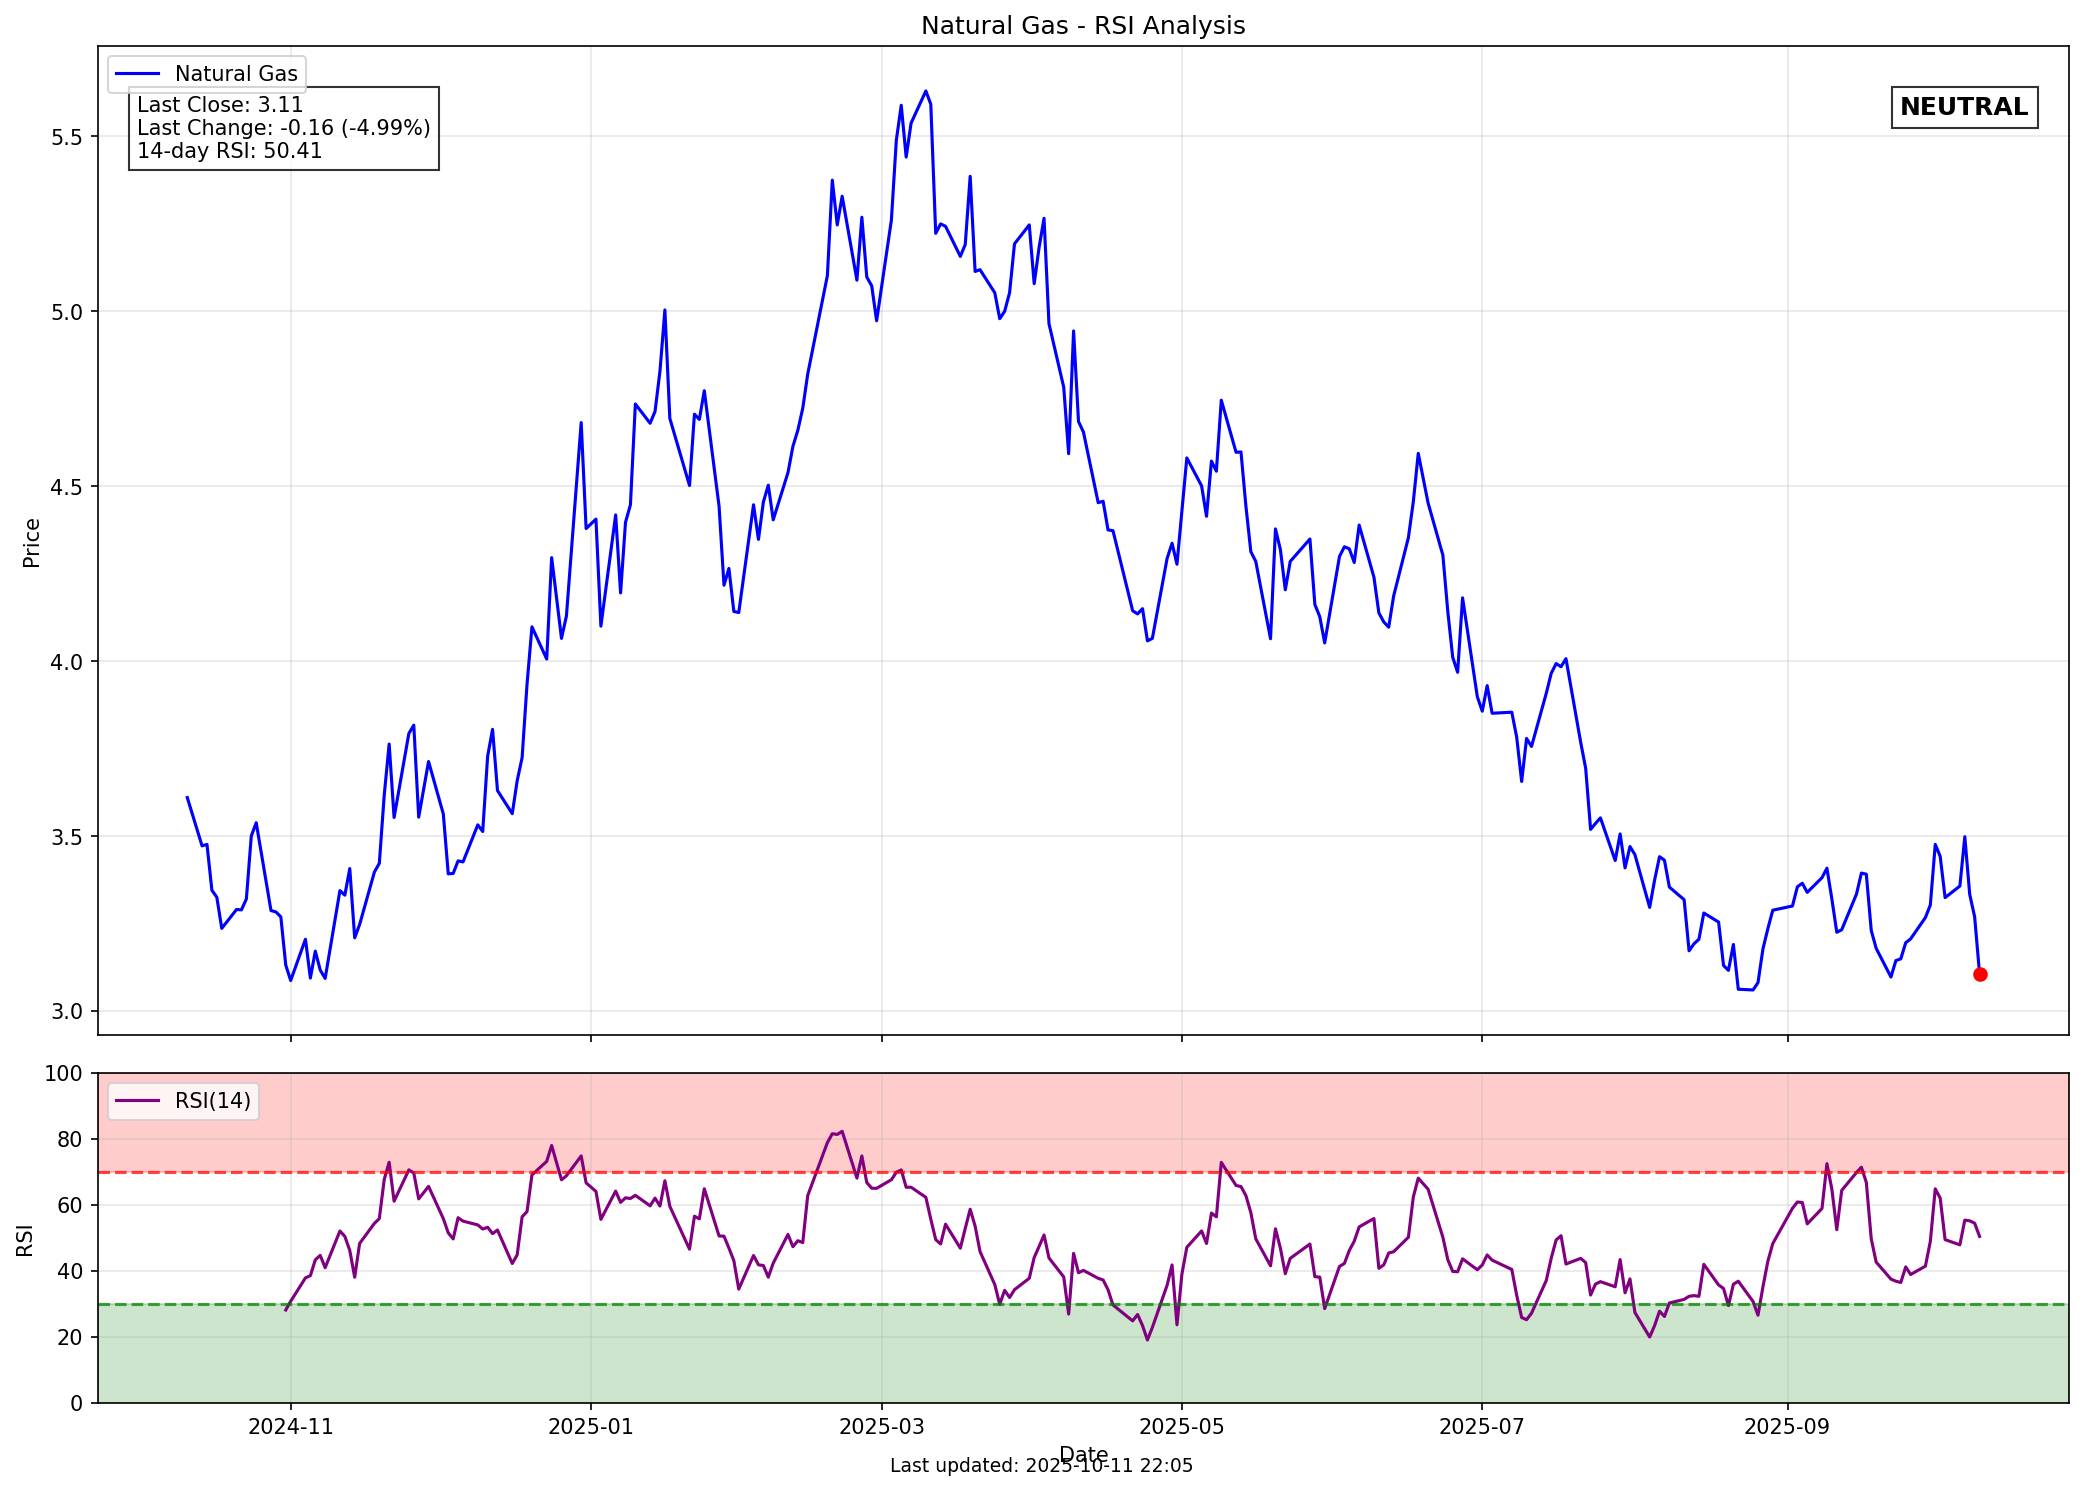 Natural Gas - RSI Analysis
Natural Gas
Last Close: 3.11
Last Change: -0.16 (-4.99%)
14-day RSI: 50.41
NEUTRAL
Price
5.5
5.0
4.5
4.0
3.5
3.0
RSI(14)
RSI
100
80
60
40
20
0
2024-11
2025-01
2025-03
2025-05
2025-07
2025-09
Date
Last updated: 2025-10-11 22:05